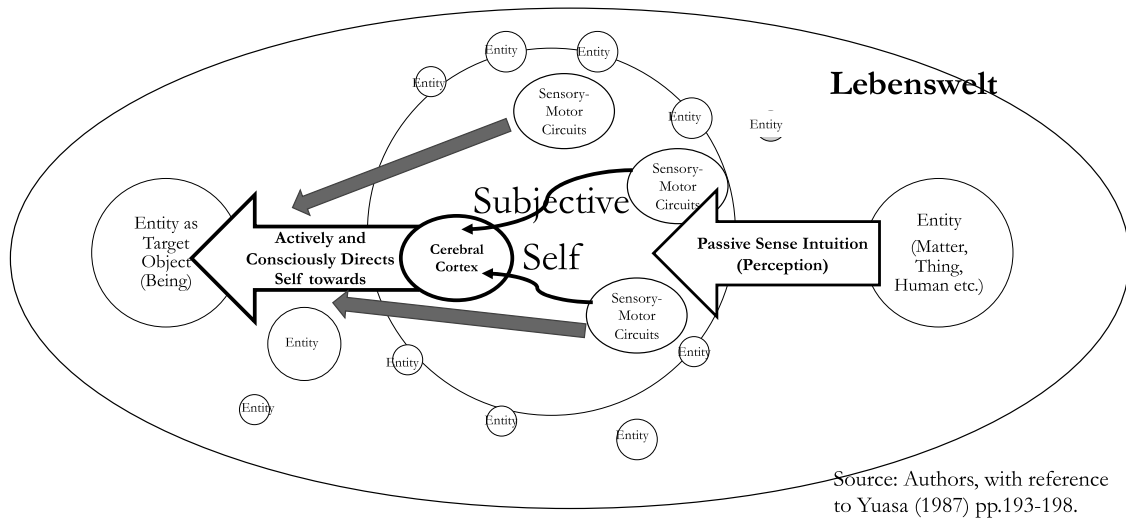 Lebenswelt
Entity
Entity
Entity
Entity
Entity
Sensory-
Motor
Circuits
Sensory-
Motor
Circuits
Subjective
Self
Entity as
Target
Object
(Being)
Actively and
Consciously Directs
Self towards
Cerebral
Cortex
Passive Sense Intuition
(Perception)
Entity
(Matter,
Thing,
Human etc.)
Sensory-
Motor
Circuits
Entity
Entity
Entity
Entity
Entity
Entity
Source: Authors, with reference
to Yuasa (1987) pp.193-198.